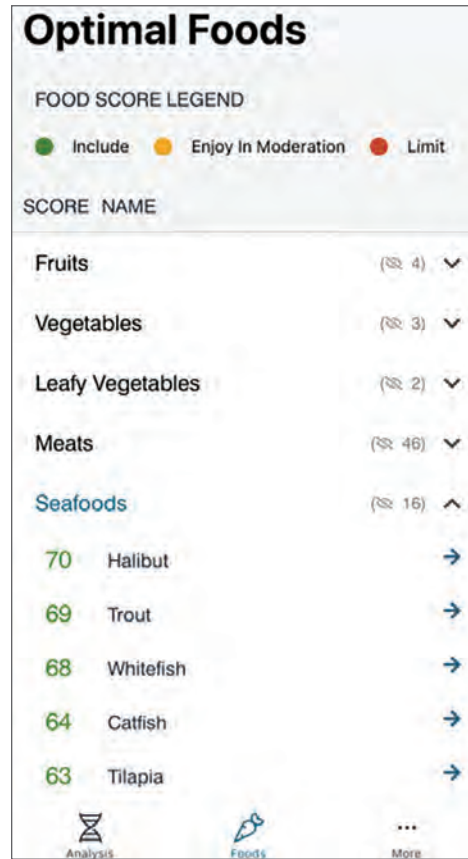 Optimal Foods
FOOD SCORE LEGEND
Include Enjoy In Moderation Limit
SCORE NAME
Fruits (4)
Vegetables (3)
Leafy Vegetables (2)
Meats (46)
Seafoods (16)
70 Halibut
69 Trout
68 Whitefish
64 Catfish
63 Tilapia
Analysis Foods More